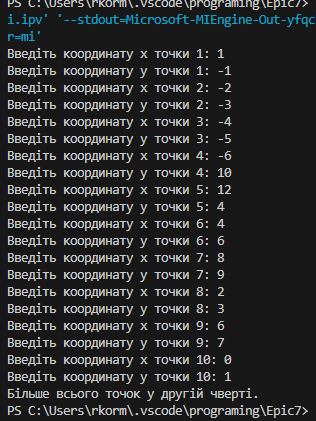 PS C:\Users\rkorm\.vscode\programing\Epic7>
i.ipv' '--stdout=Microsoft-MIEngine-Out-yfqc
r=mi'
Введіть координату x точки 1: 1
Введіть координату y точки 1: -1
Введіть координату x точки 2: -2
Введіть координату y точки 2: -3
Введіть координату x точки 3: -4
Введіть координату y точки 3: -5
Введіть координату x точки 4: -6
Введіть координату y точки 4: 10
Введіть координату x точки 5: 12
Введіть координату y точки 5: 4
Введіть координату x точки 6: 4
Введіть координату y точки 6: 6
Введіть координату x точки 7: 8
Введіть координату y точки 7: 9
Введіть координату x точки 8: 2
Введіть координату y точки 8: 3
Введіть координату x точки 9: 6
Введіть координату y точки 9: 7
Введіть координату x точки 10: 0
Введіть координату y точки 10: 1
Більше всього точок у другій чверті.
PS C:\Users\rkorm\.vscode\programing\Epic7>